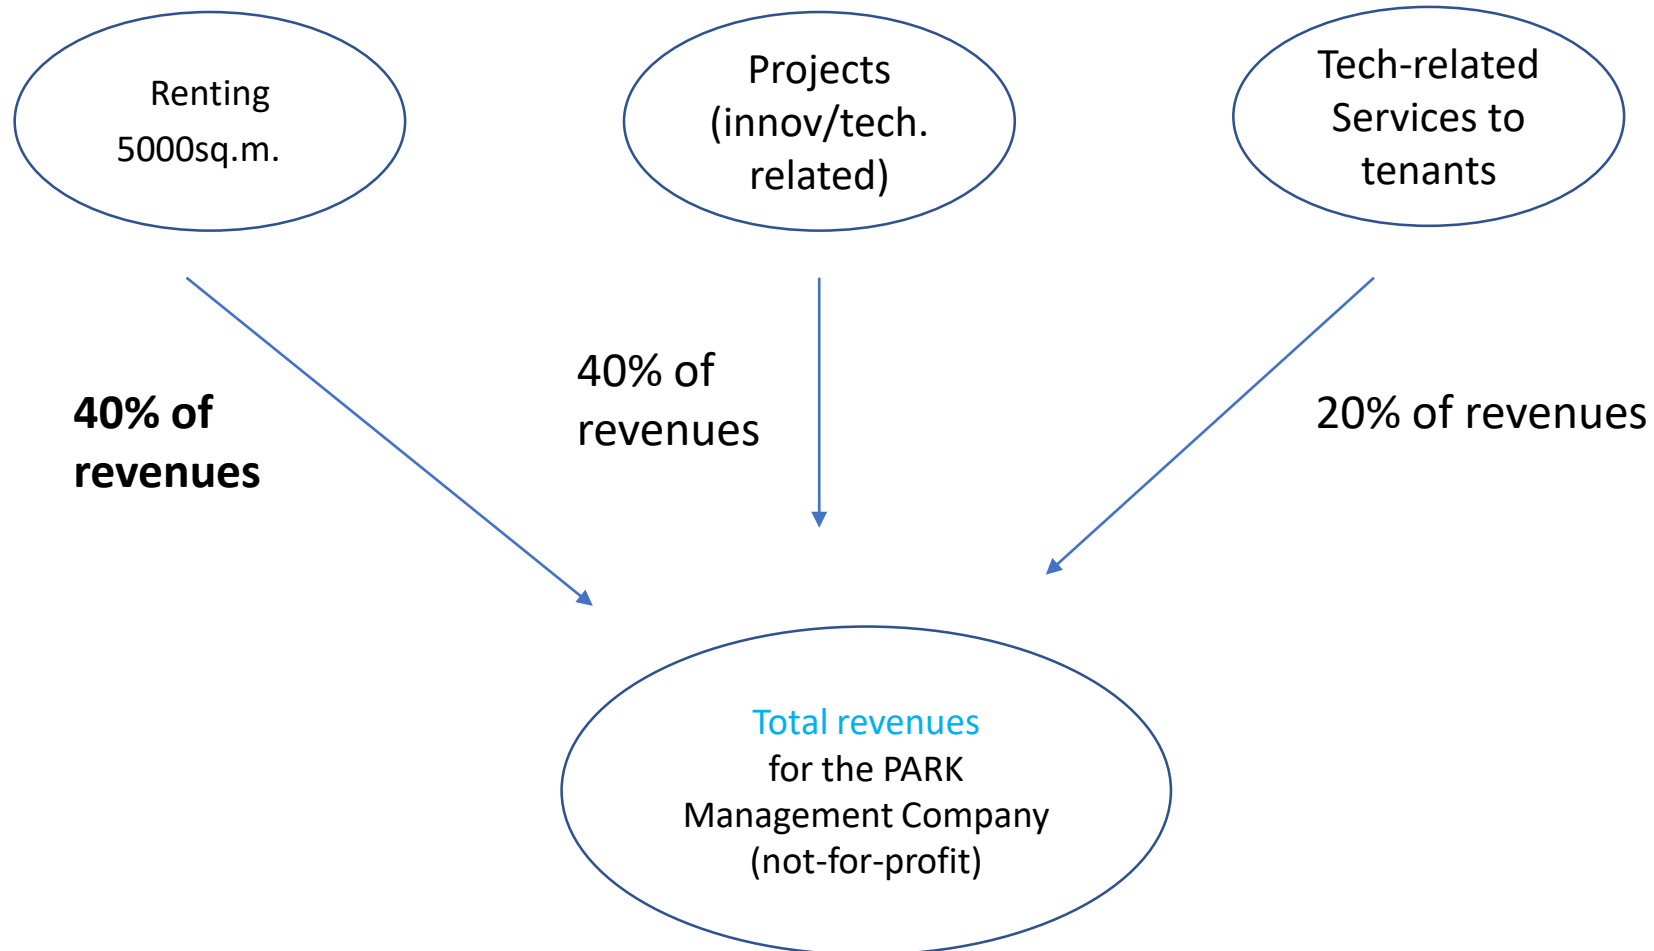 Renting
5000sq.m.
Projects
(innov/tech.
related)
Tech-related
Services to
tenants
40% of
revenues
40% of
revenues
20% of revenues
Total revenues
for the PARK
Management Company
(not-for-profit)